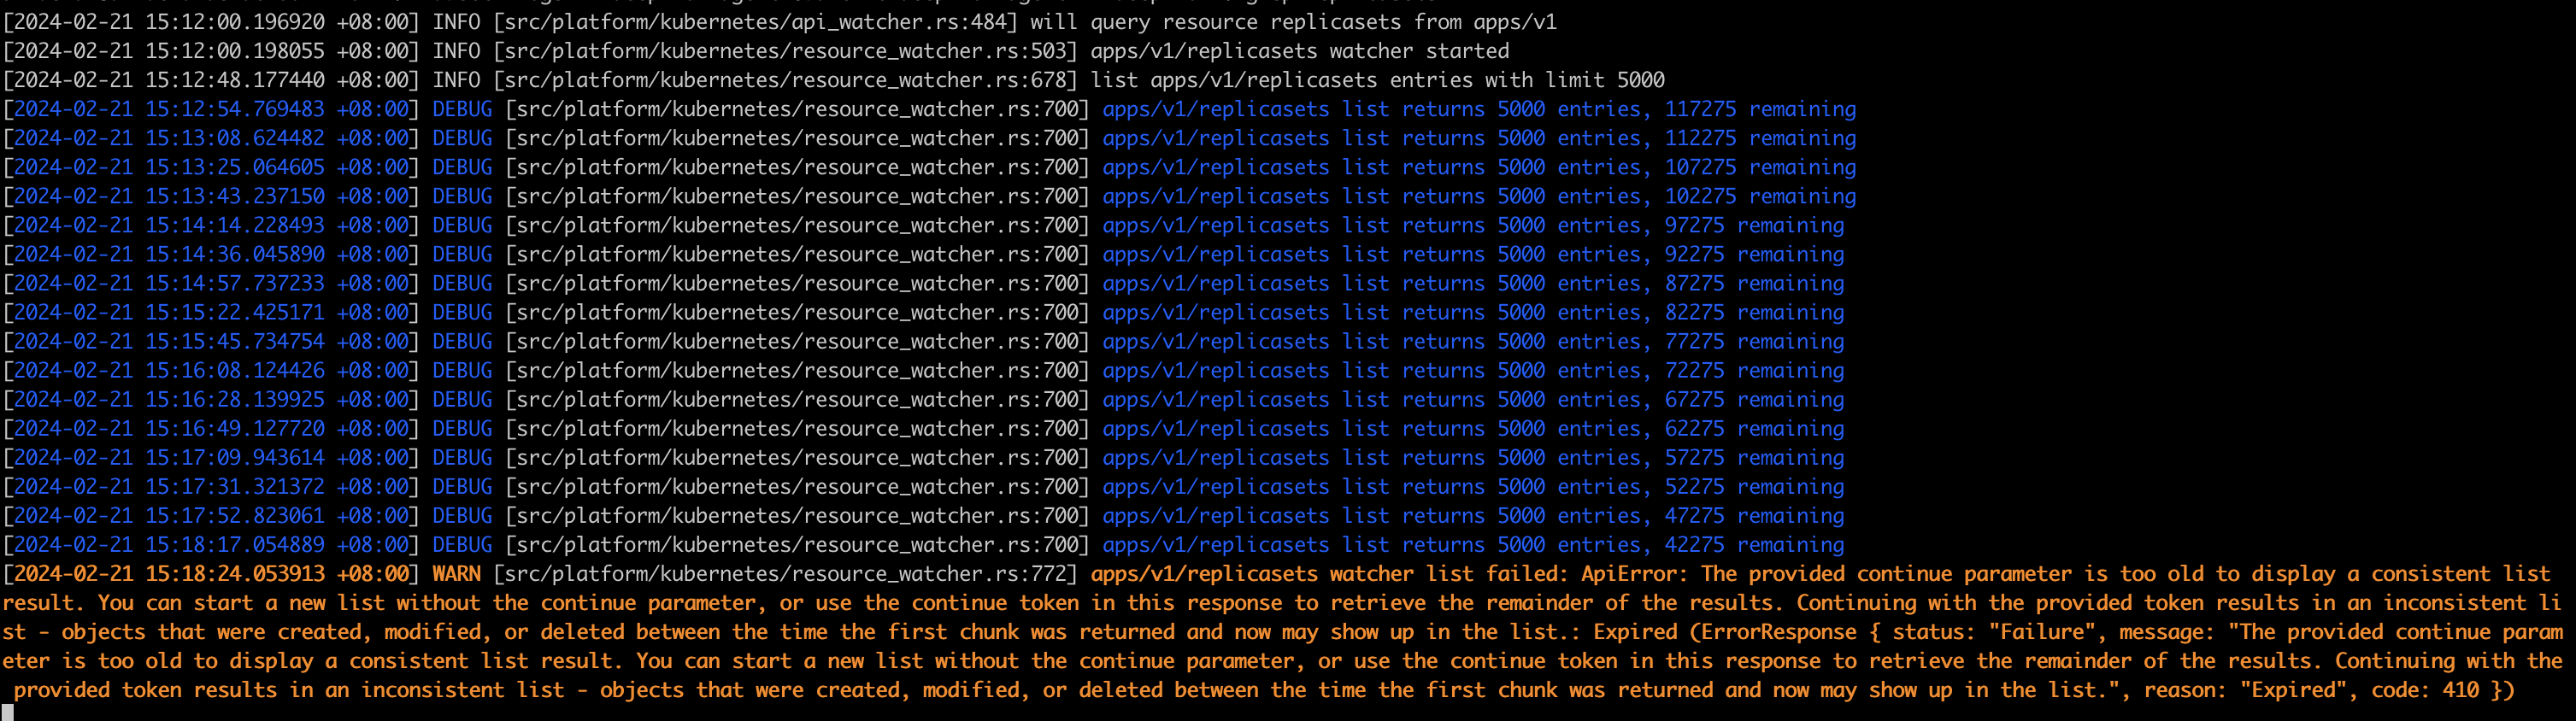 [2024-02-21 15:12:00.196920 +08:00] INFO [src/platform/kubernetes/api_watcher.rs:484] will query resource replicasets from apps/v1
[2024-02-21 15:12:00.198055 +08:00] INFO [src/platform/kubernetes/resource_watcher.rs:503] apps/v1/replicasets watcher started
[2024-02-21 15:12:48.177440 +08:00] INFO [src/platform/kubernetes/resource_watcher.rs:678] list apps/v1/replicasets entries with limit 5000
[2024-02-21 15:12:54.769483 +08:00] DEBUG [src/platform/kubernetes/resource_watcher.rs:700] apps/v1/replicasets list returns 5000 entries, 117275 remaining
[2024-02-21 15:13:08.624482 +08:00] DEBUG [src/platform/kubernetes/resource_watcher.rs:700] apps/v1/replicasets list returns 5000 entries, 112275 remaining
[2024-02-21 15:13:25.064605 +08:00] DEBUG [src/platform/kubernetes/resource_watcher.rs:700] apps/v1/replicasets list returns 5000 entries, 107275 remaining
[2024-02-21 15:13:43.237150 +08:00] DEBUG [src/platform/kubernetes/resource_watcher.rs:700] apps/v1/replicasets list returns 5000 entries, 102275 remaining
[2024-02-21 15:14:14.228493 +08:00] DEBUG [src/platform/kubernetes/resource_watcher.rs:700] apps/v1/replicasets list returns 5000 entries, 97275 remaining
[2024-02-21 15:14:36.045890 +08:00] DEBUG [src/platform/kubernetes/resource_watcher.rs:700] apps/v1/replicasets list returns 5000 entries, 92275 remaining
[2024-02-21 15:14:57.737233 +08:00] DEBUG [src/platform/kubernetes/resource_watcher.rs:700] apps/v1/replicasets list returns 5000 entries, 87275 remaining
[2024-02-21 15:15:22.425171 +08:00] DEBUG [src/platform/kubernetes/resource_watcher.rs:700] apps/v1/replicasets list returns 5000 entries, 82275 remaining
[2024-02-21 15:15:45.734754 +08:00] DEBUG [src/platform/kubernetes/resource_watcher.rs:700] apps/v1/replicasets list returns 5000 entries, 77275 remaining
[2024-02-21 15:16:08.124426 +08:00] DEBUG [src/platform/kubernetes/resource_watcher.rs:700] apps/v1/replicasets list returns 5000 entries, 72275 remaining
[2024-02-21 15:16:28.139925 +08:00] DEBUG [src/platform/kubernetes/resource_watcher.rs:700] apps/v1/replicasets list returns 5000 entries, 67275 remaining
[2024-02-21 15:16:49.127720 +08:00] DEBUG [src/platform/kubernetes/resource_watcher.rs:700] apps/v1/replicasets list returns 5000 entries, 62275 remaining
[2024-02-21 15:17:09.943614 +08:00] DEBUG [src/platform/kubernetes/resource_watcher.rs:700] apps/v1/replicasets list returns 5000 entries, 57275 remaining
[2024-02-21 15:17:31.321372 +08:00] DEBUG [src/platform/kubernetes/resource_watcher.rs:700] apps/v1/replicasets list returns 5000 entries, 52275 remaining
[2024-02-21 15:17:52.823061 +08:00] DEBUG [src/platform/kubernetes/resource_watcher.rs:700] apps/v1/replicasets list returns 5000 entries, 47275 remaining
[2024-02-21 15:18:17.054889 +08:00] DEBUG [src/platform/kubernetes/resource_watcher.rs:700] apps/v1/replicasets list returns 5000 entries, 42275 remaining
[2024-02-21 15:18:24.053913 +08:00] WARN [src/platform/kubernetes/resource_watcher.rs:772] apps/v1/replicasets watcher list failed: ApiError: The provided continue parameter is too old to display a consistent list
result. You can start a new list without the continue parameter, or use the continue token in this response to retrieve the remainder of the results. Continuing with the provided token results in an inconsistent li
st - objects that were created, modified, or deleted between the time the first chunk was returned and now may show up in the list.: Expired (ErrorResponse { status: "Failure", message: "The provided continue param
eter is too old to display a consistent list result. You can start a new list without the continue parameter, or use the continue token in this response to retrieve the remainder of the results. Continuing with the
 provided token results in an inconsistent list - objects that were created, modified, or deleted between the time the first chunk was returned and now may show up in the list.", reason: "Expired", code: 410 })